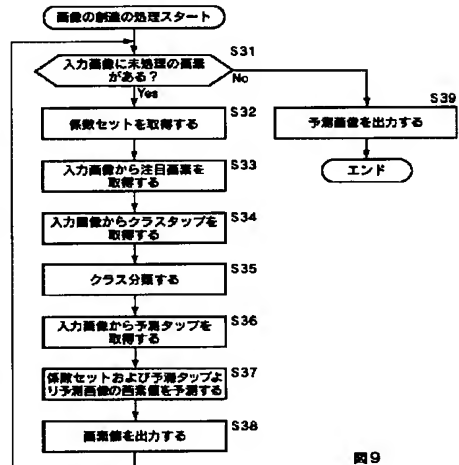 画像の創造の処理スタート
S31
入力画像に未処理の画素
がある？
No
Yes
S32
係数セットを取得する
S39
予測画像を出力する
S33
入力画像から注目画素を
取得する
エンド
S34
入力画像からクラスタップを
取得する
S35
クラス分類する
S36
入力画像から予測タップを
取得する
S37
係数セットおよび予測タップよ
り予測画像の画素値を予測する
S38
画素値を出力する
図9